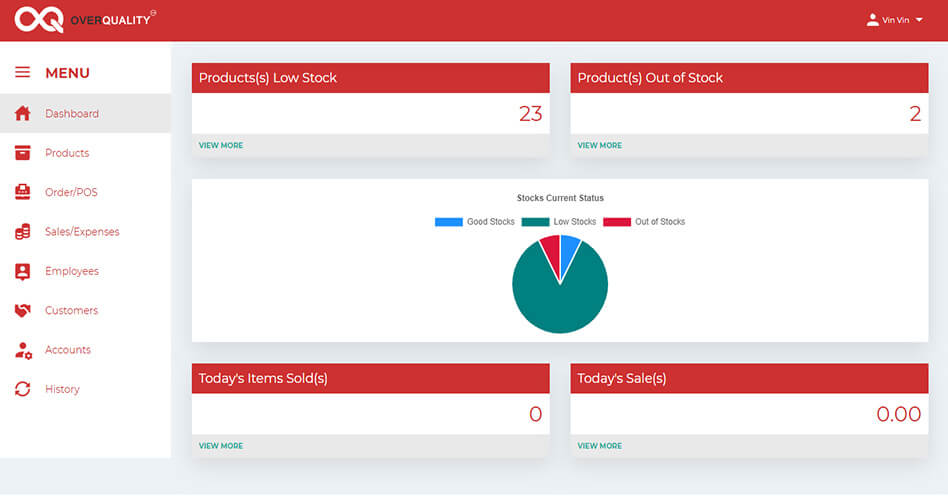 OQ OVERQUALITY
Vin Vin
MENU
Dashboard
Products
Order/POS
Sales/Expenses
Employees
Customers
Accounts
History
Products(s) Low Stock
23
VIEW MORE
Product(s) Out of Stock
2
VIEW MORE
Stocks Current Status
Good Stocks Low Stocks Out of Stocks
Today's Items Sold(s)
0
VIEW MORE
Today's Sale(s)
0.00
VIEW MORE